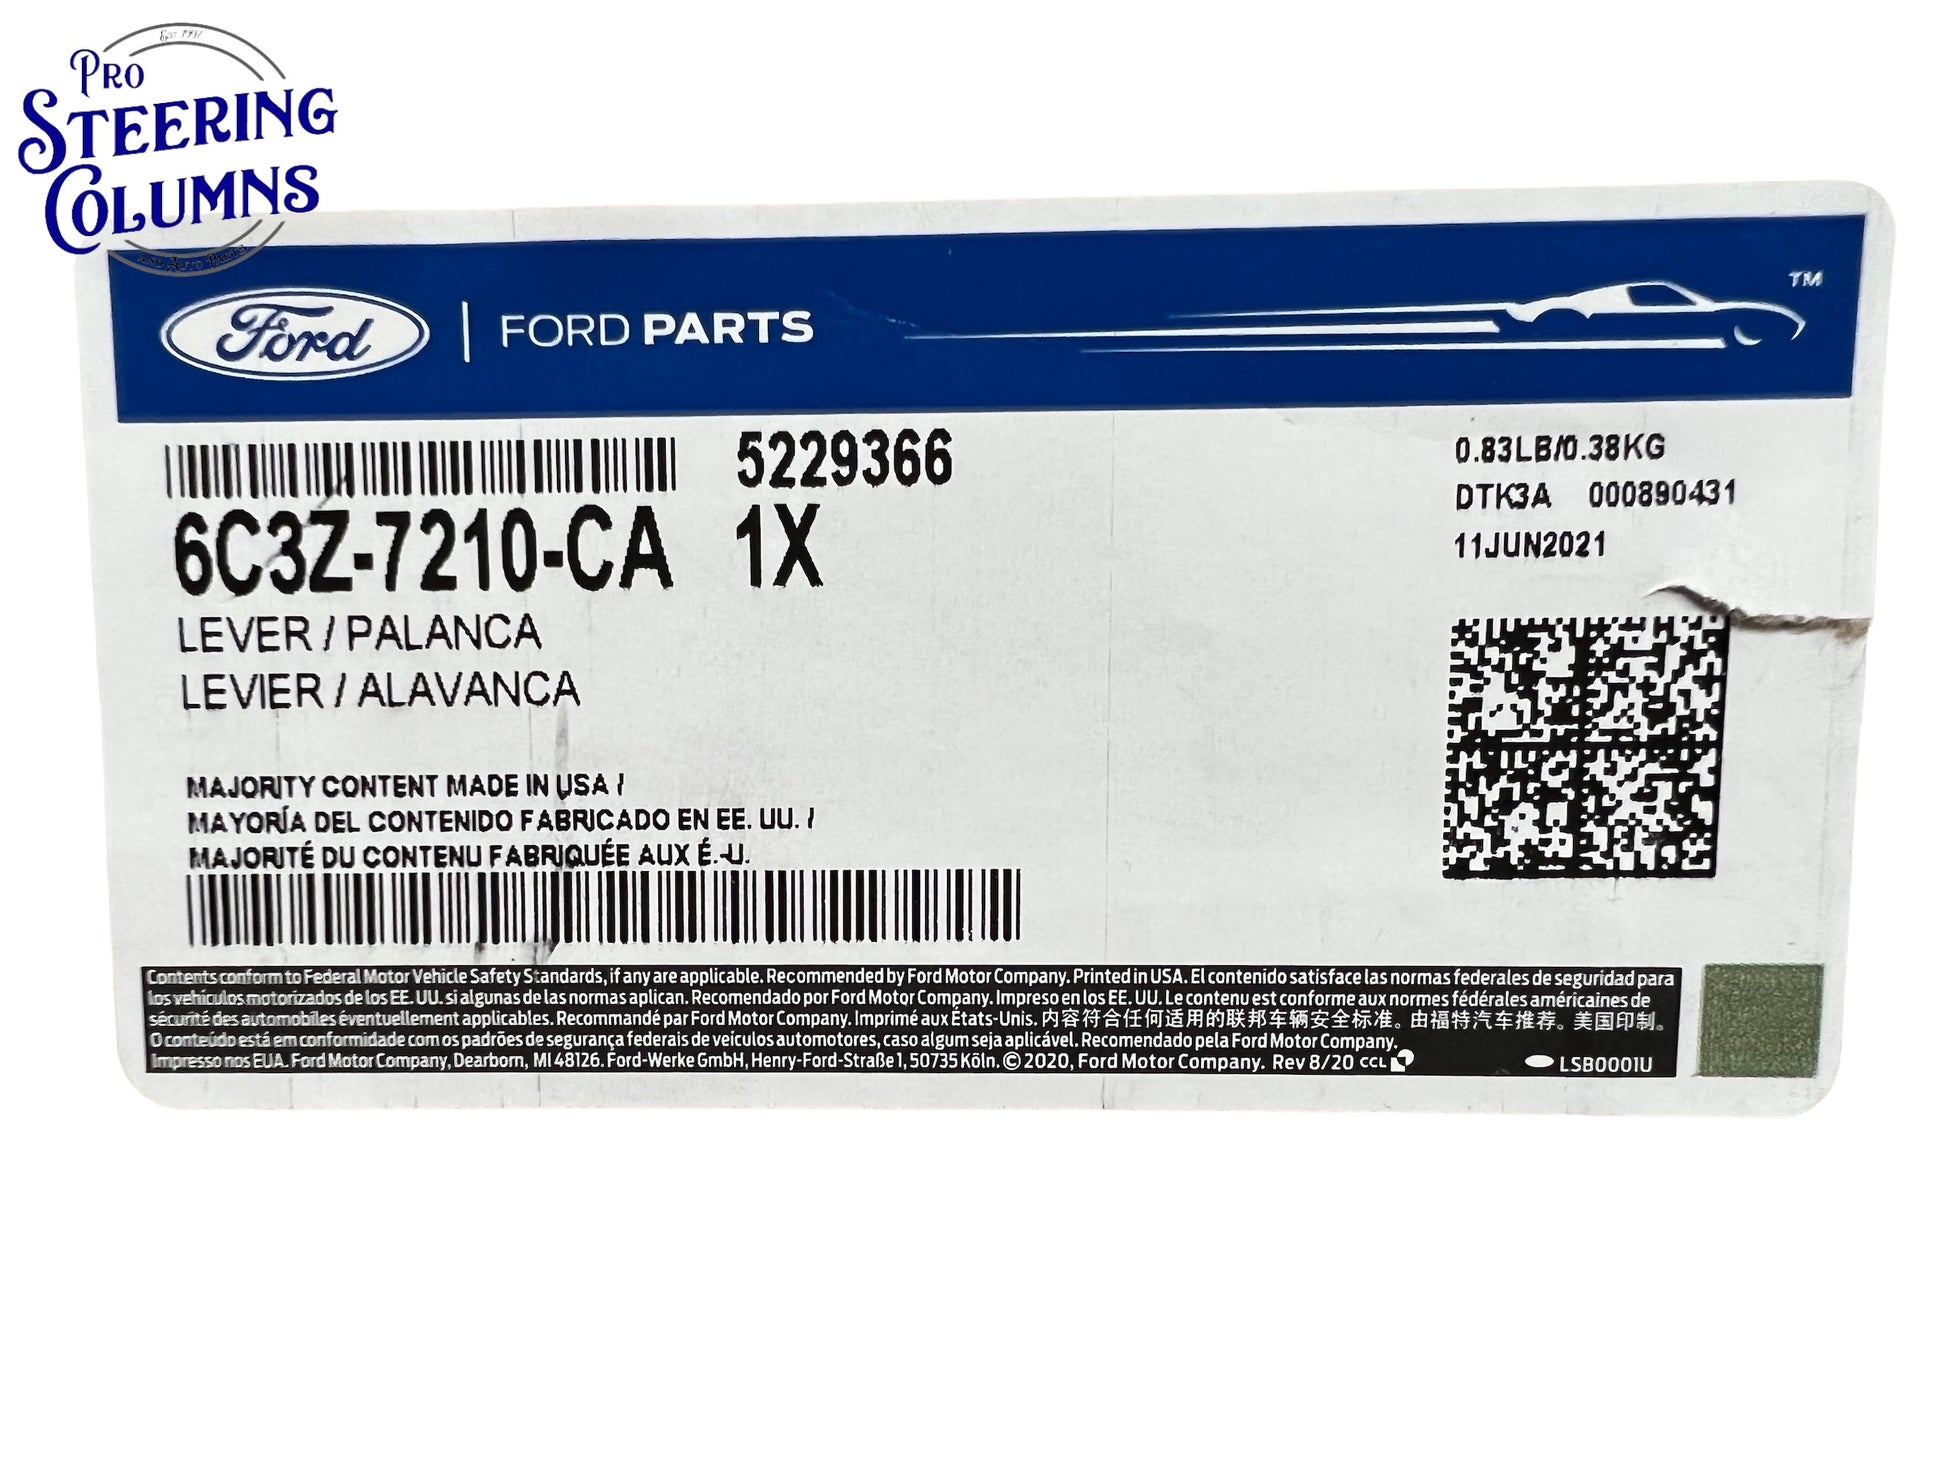 Est 1987
PRO
STEERING
COLUMNS
and Auto Parts
Ford | FORD PARTS
TM
5229366
6C3Z-7210-CA 1X
LEVER / PALANCA
LEVIER / ALAVANCA
0.83LB/0.38KG
DTK3A 000890431
11JUN2021
MAJORITY CONTENT MADE IN USA /
MAYORÍA DEL CONTENIDO FABRICADO EN EE. UU. /
MAJORITÉ DU CONTENU FABRIQUÉE AUX É.-U.
Contents conform to Federal Motor Vehicle Safety Standards, if any are applicable. Recommended by Ford Motor Company. Printed in USA. El contenido satisface las normas federales de seguridad para
los vehículos motorizados de los EE. UU. si algunas de las normas aplican. Recomendado por Ford Motor Company. Impreso en los EE. UU. Le contenu est conforme aux normes fédérales américaines de
sécurité des automobiles éventuellement applicables. Recommandé par Ford Motor Company. Imprimé aux États-Unis. 内容符合任何适用的联邦车辆安全标准。由福特汽车推荐。美国印制。
O conteúdo está em conformidade com os padrões de segurança federais de veículos automotores, caso algum seja aplicável. Recomendado pela Ford Motor Company.
Impresso nos EUA. Ford Motor Company, Dearborn, MI 48126. Ford-Werke GmbH, Henry-Ford-Straße 1, 50735 Köln. © 2020, Ford Motor Company. Rev 8/20 CCL
LSB0001U